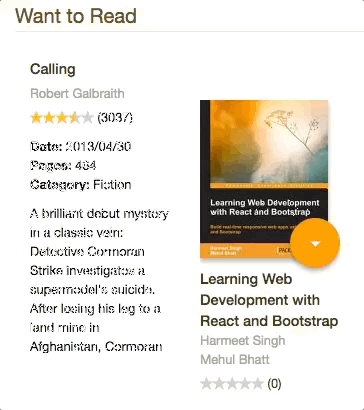 Want to Read
Calling
Robert Galbraith
(3037)
Date: 2013/04/30
Pages: 464
Category: Fiction
A brilliant debut mystery
in a classic vein:
Detective Cormoran
Strike investigates a
supermodel's suicide.
After losing his leg to a
land mine in
Afghanistan, Cormoran
Learning Web Development
with React and Bootstrap
Build real-time responsive web apps
and Bootstrap
Harmeet Singh
Mehul Bhatt
PACK
Learning Web
Development with
React and Bootstrap
Harmeet Singh
Mehul Bhatt
(0)